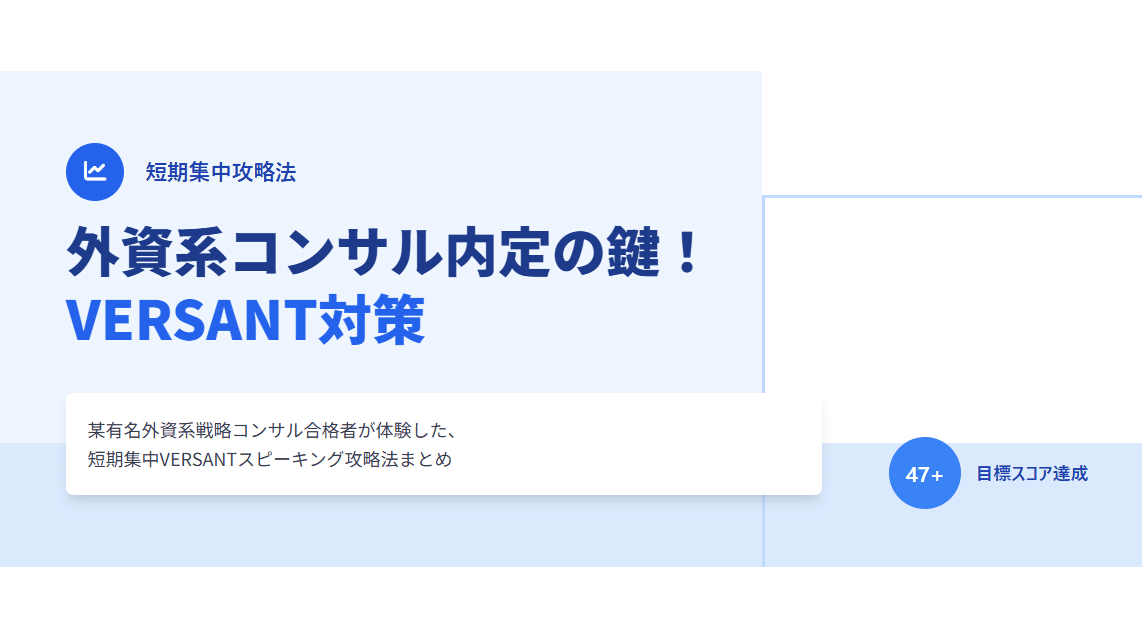 短期集中攻略法
外資系コンサル内定の鍵！
VERSANT対策
某有名外資系戦略コンサル合格者が体験した、
短期集中VERSANTスピーキング攻略法まとめ
47+
目標スコア達成